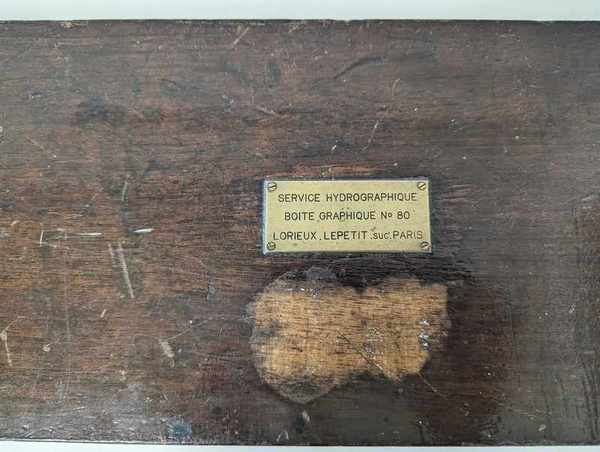 SERVICE HYDROGRAPHIQUE
BOITE GRAPHIQUE No 80
LORIEUX. LEPETIT. suc. PARIS